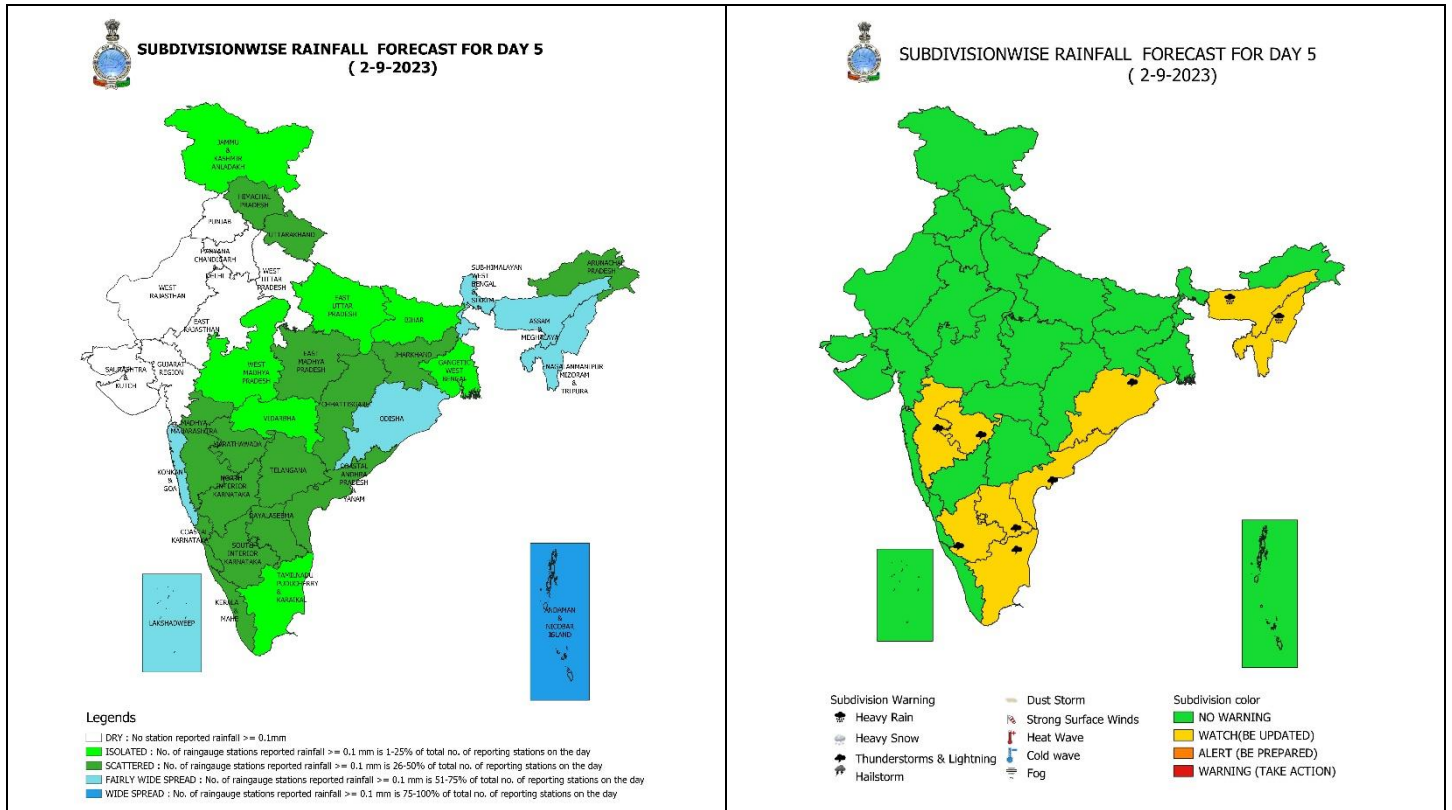 SUBDIVISIONWISE RAINFALL FORECAST FOR DAY 5
( 2-9-2023)
JAMMU
&
KASHMIR
ANLADAKH
HIMACHAL
PRADESH
PUNJAB
UTTARAKHAND
HARYANA
CHANDIGARH
&
DELHI
WEST
UTTAR
PRADESH
WEST
RAJASTHAN
EAST
RAJASTHAN
SUB-HIMALAYAN
WEST
BENGAL
&
SIKKIM
ARUNACHAL
PRADESH
EAST
UTTAR
PRADESH
BIHAR
ASSAM
&
MEGHALAYA
NAGALANMANIPUR
MIZORAM
&
TRIPURA
SAURASHTRA
&
KUTCH
GUJARAT
REGION
WEST
MADHYA
PRADESH
EAST
MADHYA
PRADESH
JHARKHAND
GANGETIC
WEST
BENGAL
CHHATTISGARH
ODISHA
VIDARBHA
MADHYA
MAHARASHTRA
MARATHAWADA
KONKAN
&
GOA
TELANGANA
COASTAL
ANDHRA
PRADESH
&
YANAM
NORTH
INTERIOR
KARNATAKA
RAYALASEEMA
COASTAL
KARNATAKA
SOUTH
INTERIOR
KARNATAKA
TAMILNADU
PUDUCHERRY
&
KARAIKAL
KERALA
&
MAHE
LAKSHADWEEP
ANDAMAN
&
NICOBAR
ISLAND
Legends
DRY : No station reported rainfall >= 0.1mm
ISOLATED : No. of raingauge stations reported rainfall >= 0.1 mm is 1-25% of total no. of reporting stations on the day
SCATTERED : No. of raingauge stations reported rainfall >= 0.1 mm is 26-50% of total no. of reporting stations on the day
FAIRLY WIDE SPREAD : No. of raingauge stations reported rainfall >= 0.1 mm is 51-75% of total no. of reporting stations on the day
WIDE SPREAD : No. of raingauge stations reported rainfall >= 0.1 mm is 75-100% of total no. of reporting stations on the day
SUBDIVISIONWISE RAINFALL FORECAST FOR DAY 5
( 2-9-2023)
Subdivision Warning
Heavy Rain
Heavy Snow
Thunderstorms & Lightning
Hailstorm
Dust Storm
Strong Surface Winds
Heat Wave
Cold wave
Fog
Subdivision color
NO WARNING
WATCH(BE UPDATED)
ALERT (BE PREPARED)
WARNING (TAKE ACTION)